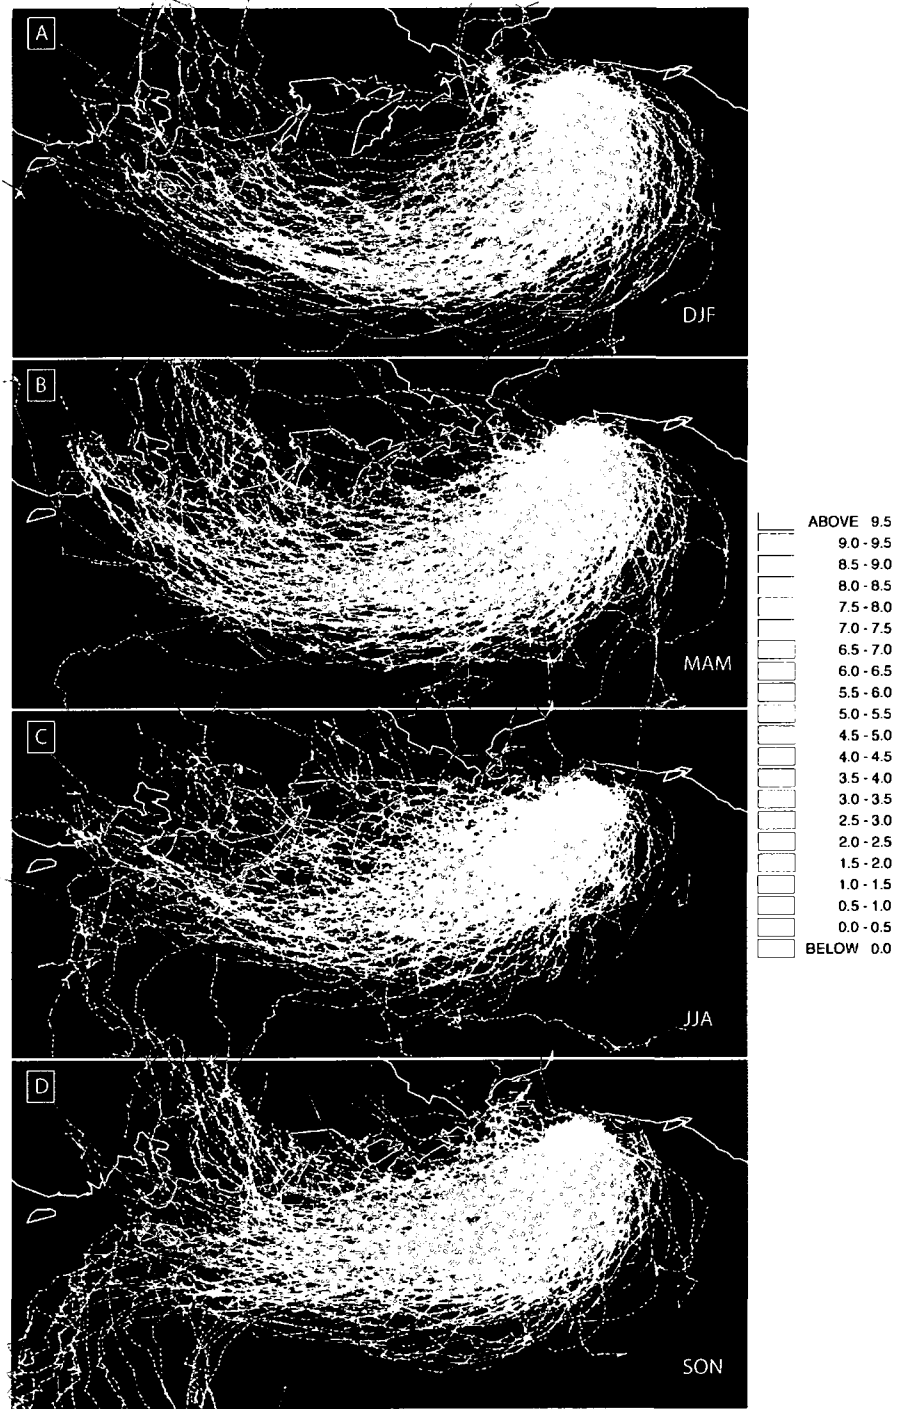 A
DJF
B
MAM
C
JJA
D
SON
ABOVE 9.5
9.0 - 9.5
8.5 - 9.0
8.0 - 8.5
7.5 - 8.0
7.0 - 7.5
6.5 - 7.0
6.0 - 6.5
5.5 - 6.0
5.0 - 5.5
4.5 - 5.0
4.0 - 4.5
3.5 - 4.0
3.0 - 3.5
2.5 - 3.0
2.0 - 2.5
1.5 - 2.0
1.0 - 1.5
0.5 - 1.0
0.0 - 0.5
BELOW 0.0